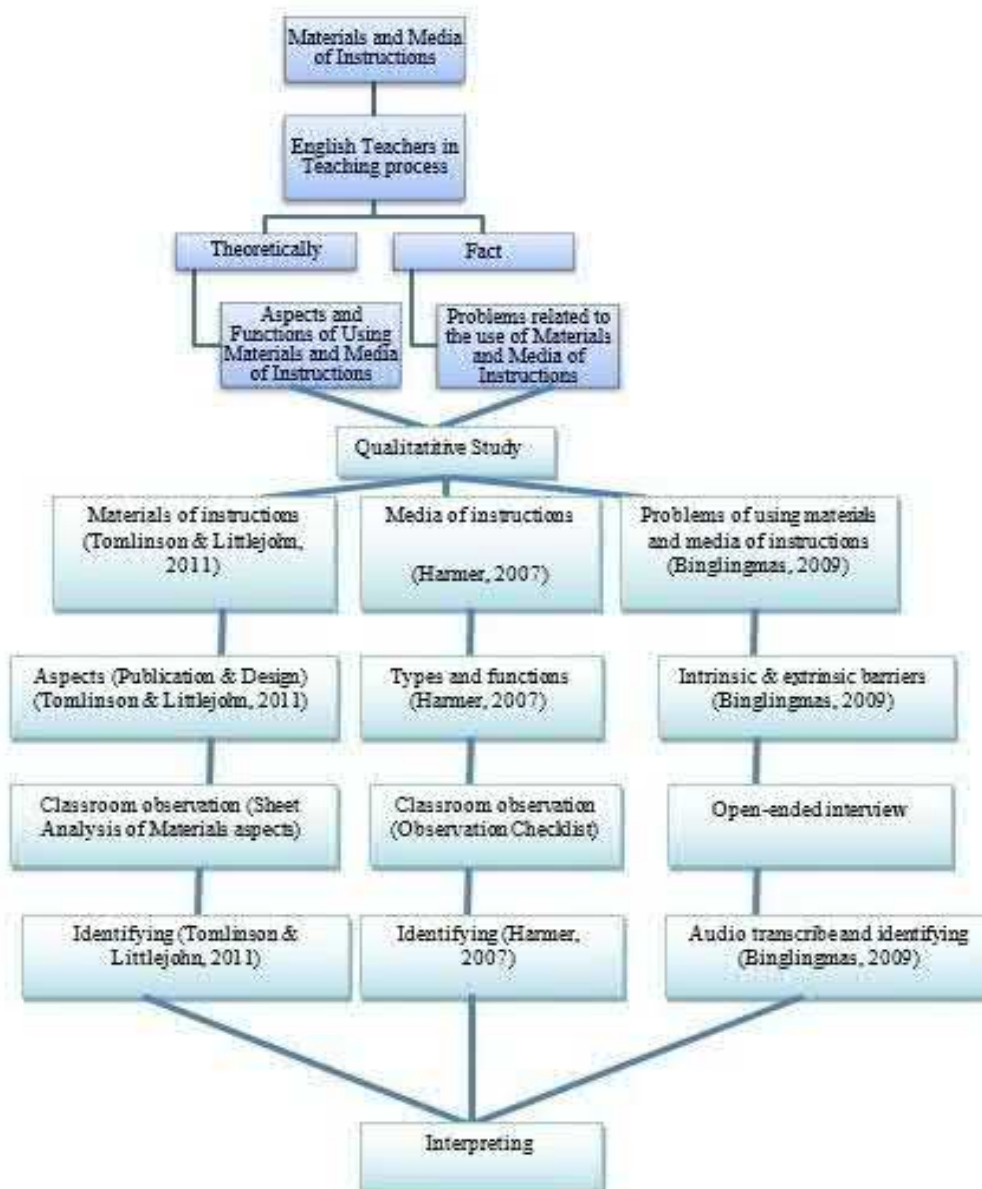 Materials and Media
of Instructions
English Teachers in
Teaching process
Theoretically
Fact
Aspects and
Functions of Using
Materials and Media
of Instructions
Problems related to
the use of Materials
and Media of
Instructions
Qualitatitive Study
Materials of instructions
(Tomlinson & Littlejohn,
2011)
Media of instructions
(Harmer, 2007)
Problems of using materials
and media of instructions
(Binglingmas, 2009)
Aspects (Publication & Design)
(Tomlinson & Littlejohn, 2011)
Types and functions
(Harmer, 2007)
Intrinsic & extrinsic barriers
(Binglingmas, 2009)
Classroom observation (Sheet
Analysis of Materials aspects)
Classroom observation
(Observation Checklist)
Open-ended interview
Identifying (Tomlinson &
Littlejohn, 2011)
Identifying (Harmer,
2007)
Audio transcribe and identifying
(Binglingmas, 2009)
Interpreting